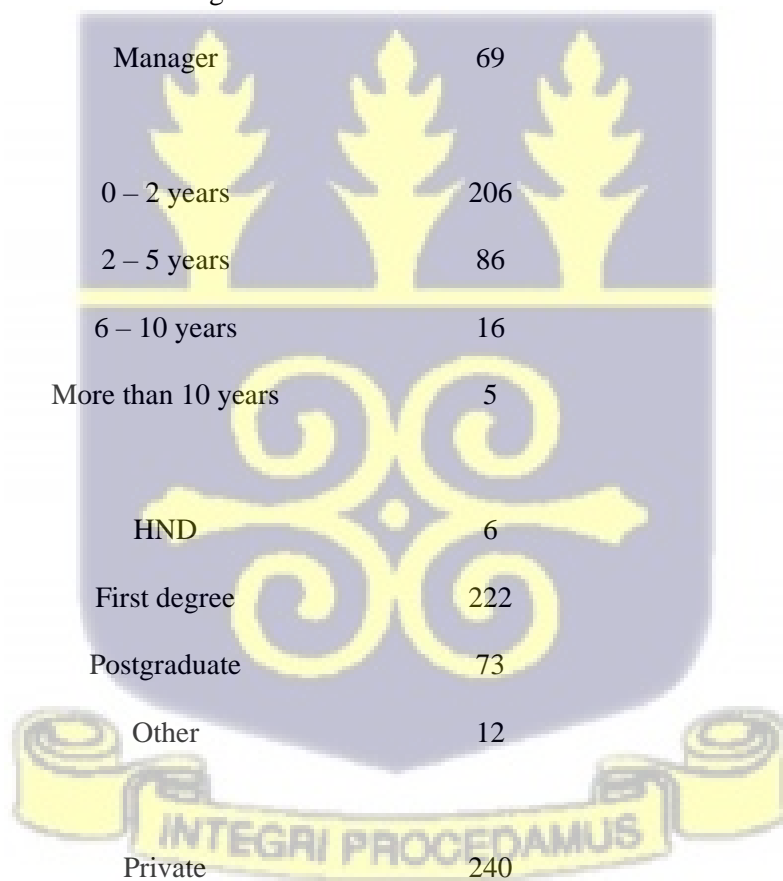 Manager 69
0 – 2 years 206
2 – 5 years 86
6 – 10 years 16
More than 10 years 5
HND 6
First degree 222
Postgraduate 73
Other 12
INTEGRI PROCEDAMUS
Private 240